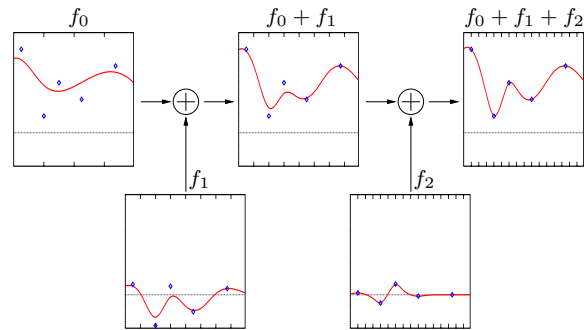 f₀
f₀ + f₁
f₀ + f₁ + f₂
f₁
f₂